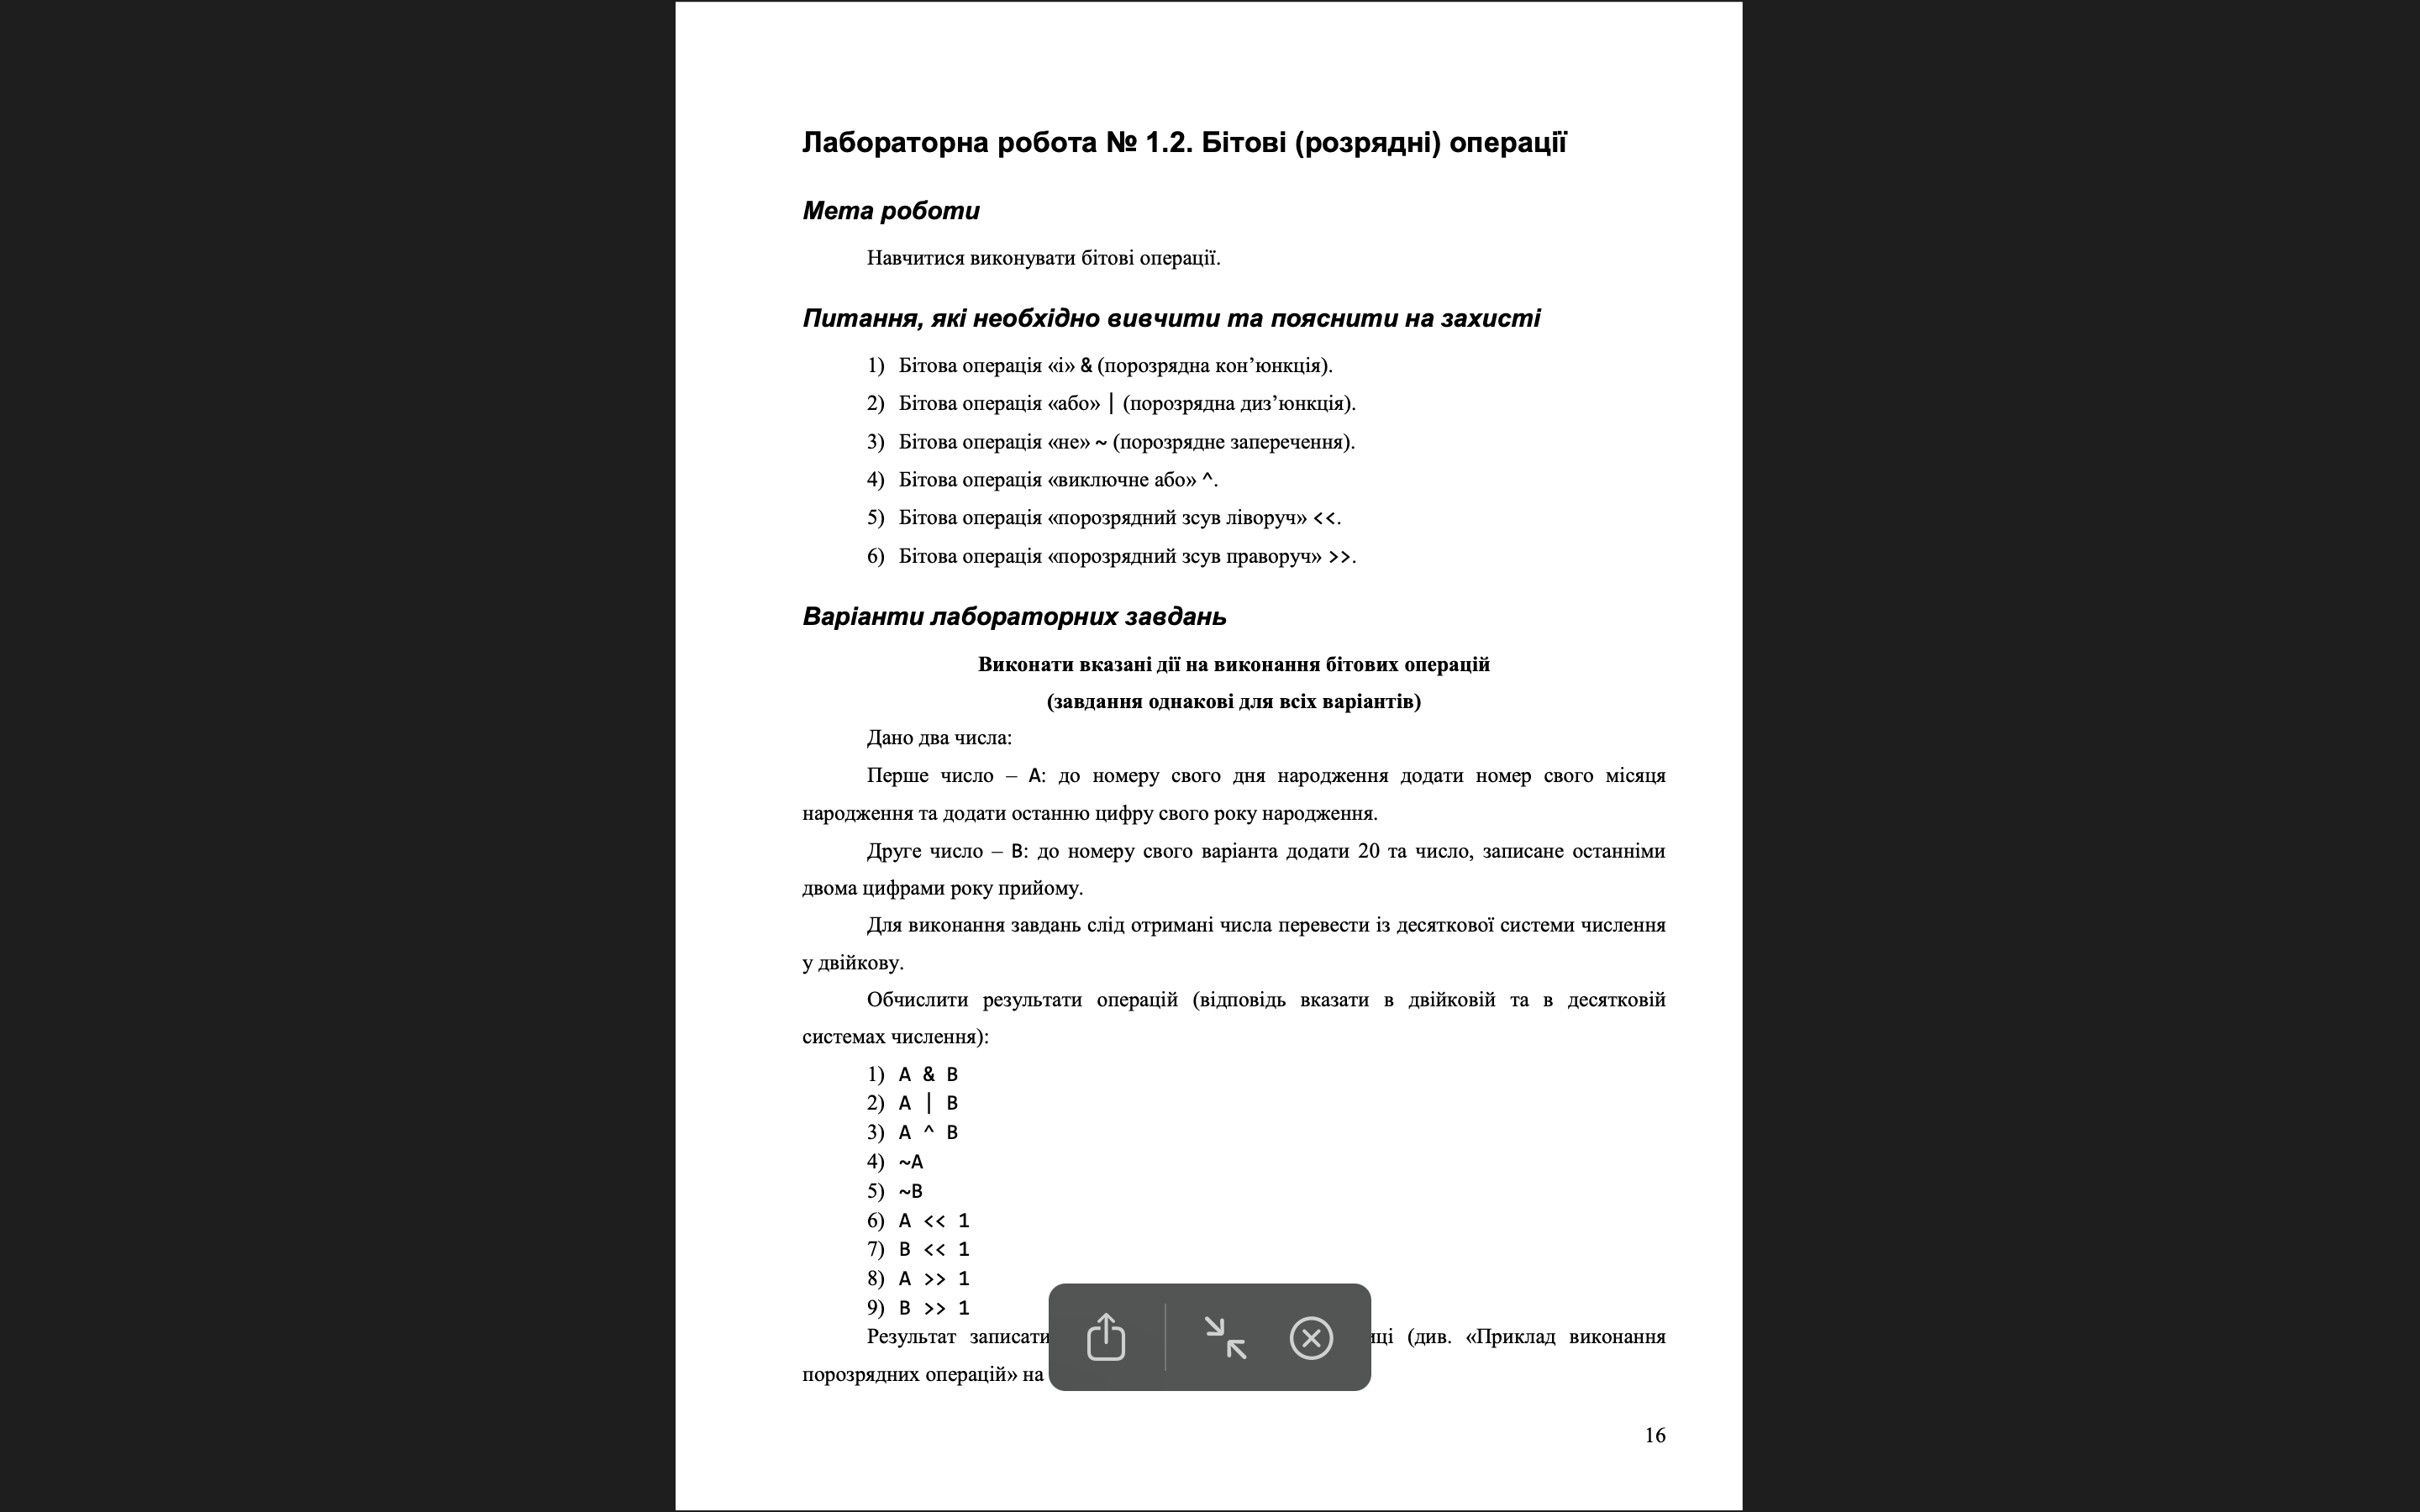 Лабораторна робота № 1.2. Бітові (розрядні) операції
Мета роботи
Навчитися виконувати бітові операції.
Питання, які необхідно вивчити та пояснити на захисті
1) Бітова операція «і» & (порозрядна кон’юнкція).
2) Бітова операція «або» | (порозрядна диз’юнкція).
3) Бітова операція «не» ~ (порозрядне заперечення).
4) Бітова операція «виключне або» ^.
5) Бітова операція «порозрядний зсув ліворуч» <<.
6) Бітова операція «порозрядний зсув праворуч» >>.
Варіанти лабораторних завдань
Виконати вказані дії на виконання бітових операцій
(завдання однакові для всіх варіантів)
Дано два числа:
Перше число – A: до номеру свого дня народження додати номер свого місяця
народження та додати останню цифру свого року народження.
Друге число – B: до номеру свого варіанта додати 20 та число, записане останніми
двома цифрами року прийому.
Для виконання завдань слід отримані числа перевести із десяткової системи числення
у двійкову.
Обчислити результати операцій (відповідь вказати в двійковій та в десятковій
системах числення):
1) A & B
2) A | B
3) A ^ B
4) ~A
5) ~B
6) A << 1
7) B << 1
8) A >> 1
9) B >> 1
Результат записати (див. «Приклад виконання
порозрядних операцій» на
16